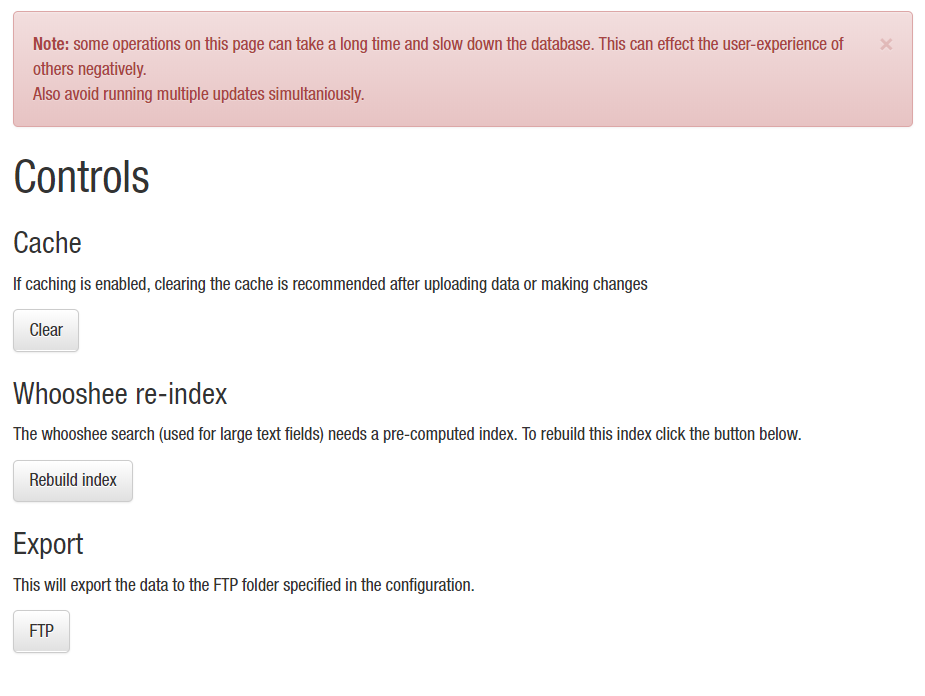 Note: some operations on this page can take a long time and slow down the database. This can effect the user-experience of
others negatively.
Also avoid running multiple updates simultaniously.
×
Controls
Cache
If caching is enabled, clearing the cache is recommended after uploading data or making changes
Clear
Whooshee re-index
The whooshee search (used for large text fields) needs a pre-computed index. To rebuild this index click the button below.
Rebuild index
Export
This will export the data to the FTP folder specified in the configuration.
FTP